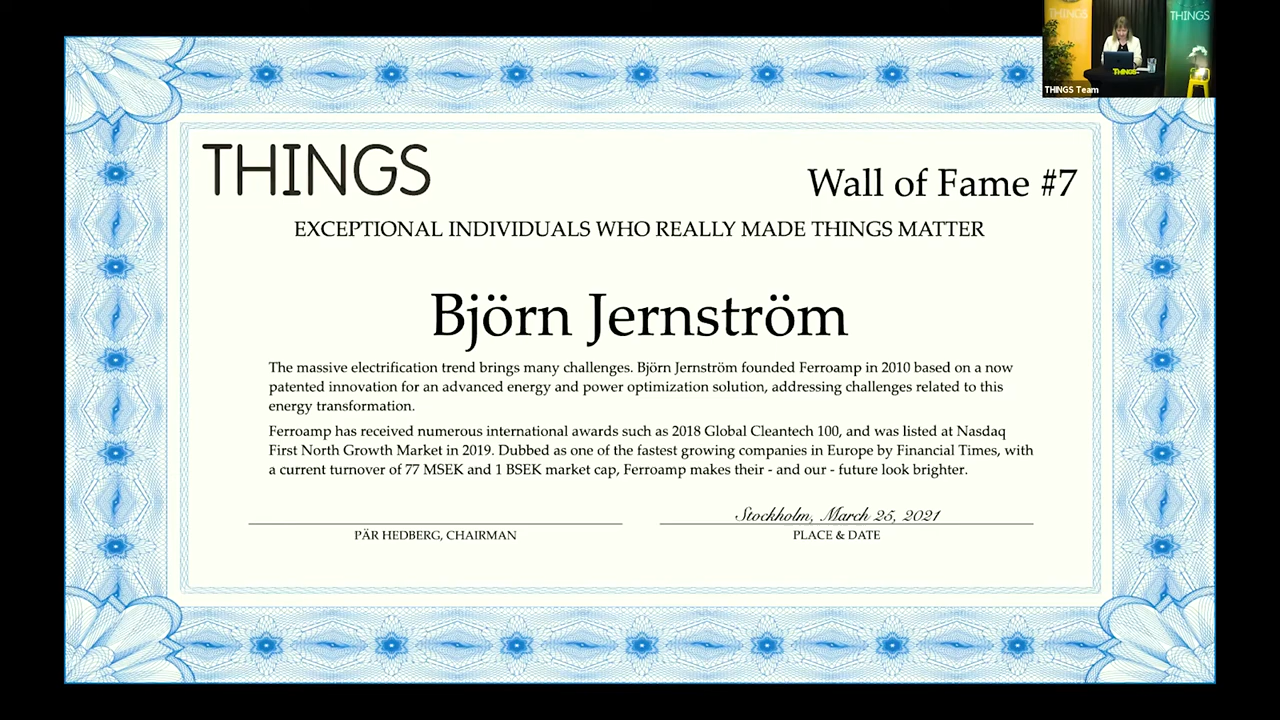 THINGS
THINGS
THINGS
THINGS Team
THINGS
Wall of Fame #7
EXCEPTIONAL INDIVIDUALS WHO REALLY MADE THINGS MATTER
Björn Jernström
The massive electrification trend brings many challenges. Björn Jernström founded Ferroamp in 2010 based on a now
patented innovation for an advanced energy and power optimization solution, addressing challenges related to this
energy transformation.
Ferroamp has received numerous international awards such as 2018 Global Cleantech 100, and was listed at Nasdaq
First North Growth Market in 2019. Dubbed as one of the fastest growing companies in Europe by Financial Times, with
a current turnover of 77 MSEK and 1 BSEK market cap, Ferroamp makes their - and our - future look brighter.
Stockholm, March 25, 2021
PÄR HEDBERG, CHAIRMAN
PLACE & DATE